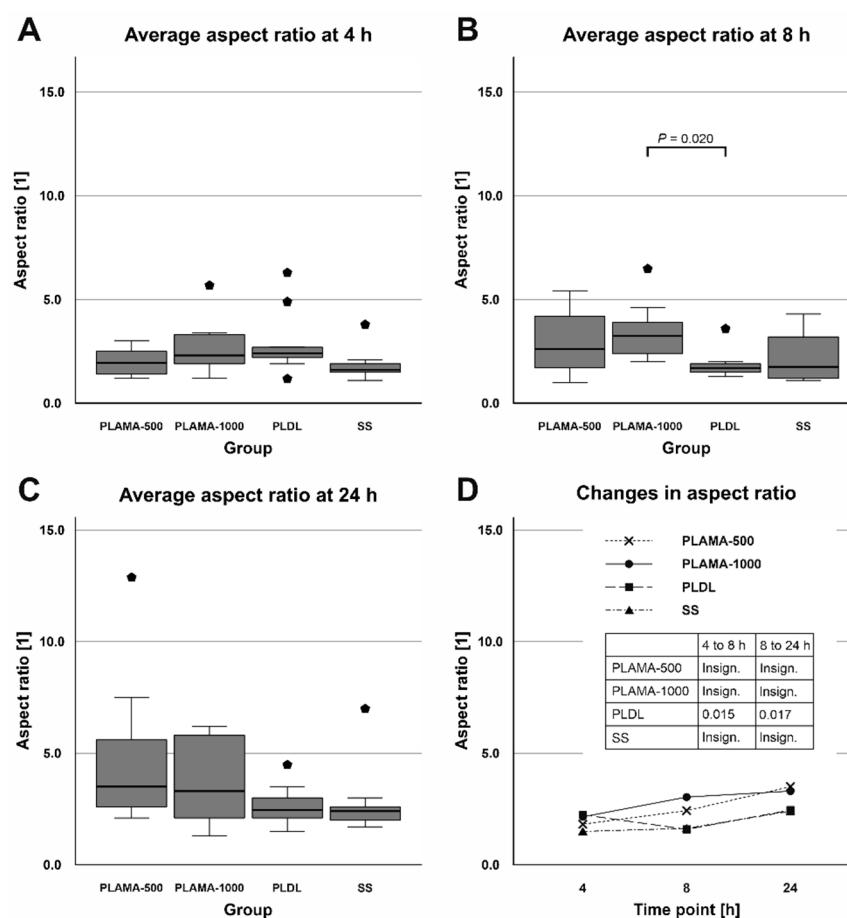 A
Average aspect ratio at 4 h
15.0
10.0
5.0
0.0
Aspect ratio [1]
PLAMA-500 PLAMA-1000 PLDL SS
Group
B
Average aspect ratio at 8 h
15.0
10.0
5.0
0.0
Aspect ratio [1]
P = 0.020
PLAMA-500 PLAMA-1000 PLDL SS
Group
C
Average aspect ratio at 24 h
15.0
10.0
5.0
0.0
Aspect ratio [1]
PLAMA-500 PLAMA-1000 PLDL SS
Group
D
Changes in aspect ratio
15.0
10.0
5.0
0.0
Aspect ratio [1]
PLAMA-500
PLAMA-1000
PLDL
SS
4 to 8 h 8 to 24 h
PLAMA-500 Insign. Insign.
PLAMA-1000 Insign. Insign.
PLDL 0.015 0.017
SS Insign. Insign.
4 8 24
Time point [h]